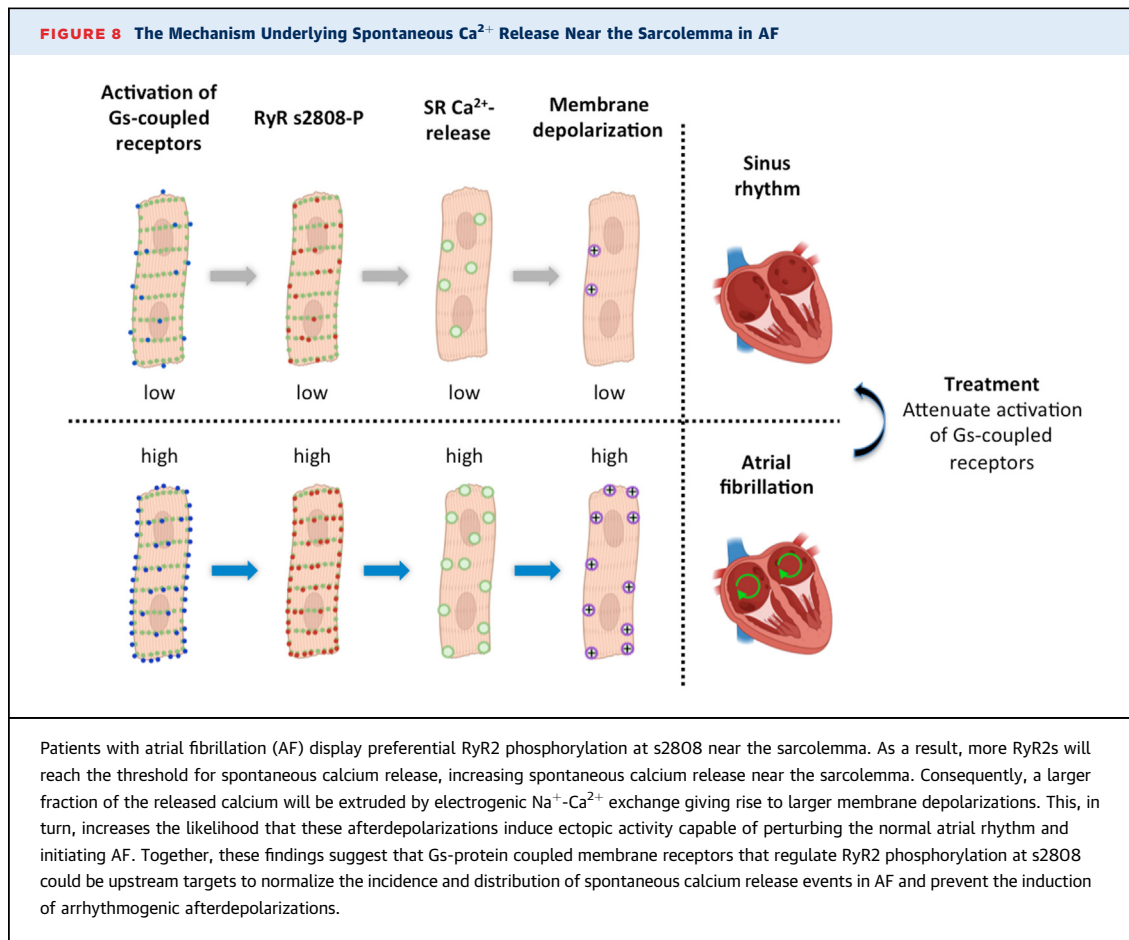 FIGURE 8 The Mechanism Underlying Spontaneous Ca²⁺ Release Near the Sarcolemma in AF
Activation of
Gs-coupled
receptors
RyR s2808-P
SR Ca²⁺-
release
Membrane
depolarization
Sinus
rhythm
low
low
low
low
Treatment
Attenuate activation
of Gs-coupled
receptors
high
high
high
high
Atrial
fibrillation
Patients with atrial fibrillation (AF) display preferential RyR2 phosphorylation at s2808 near the sarcolemma. As a result, more RyR2s will
reach the threshold for spontaneous calcium release, increasing spontaneous calcium release near the sarcolemma. Consequently, a larger
fraction of the released calcium will be extruded by electrogenic Na⁺-Ca²⁺ exchange giving rise to larger membrane depolarizations. This, in
turn, increases the likelihood that these afterdepolarizations induce ectopic activity capable of perturbing the normal atrial rhythm and
initiating AF. Together, these findings suggest that Gs-protein coupled membrane receptors that regulate RyR2 phosphorylation at s2808
could be upstream targets to normalize the incidence and distribution of spontaneous calcium release events in AF and prevent the induction
of arrhythmogenic afterdepolarizations.